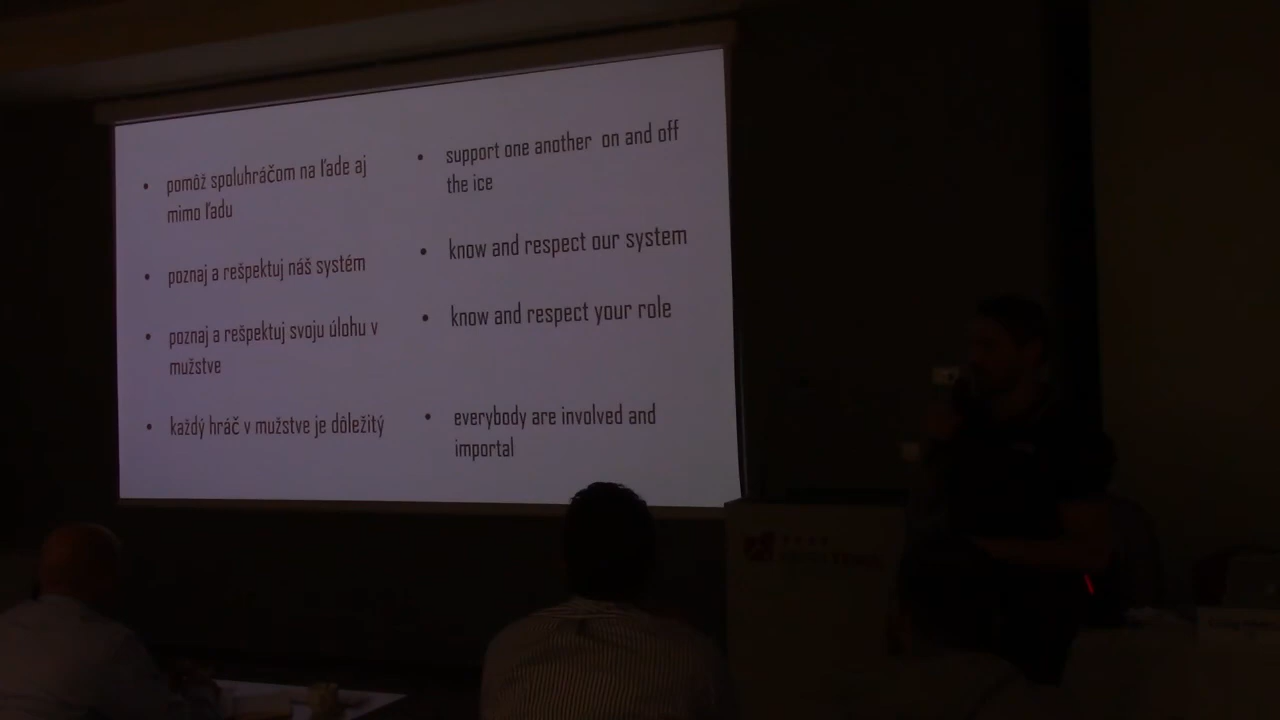 pomôž spoluhráčom na ľade aj
mimo ľadu
poznaj a rešpektuj náš systém
poznaj a rešpektuj svoju úlohu v
mužstve
každý hráč v mužstve je dôležitý
support one another on and off
the ice
know and respect our system
know and respect your role
everybody are involved and
importal